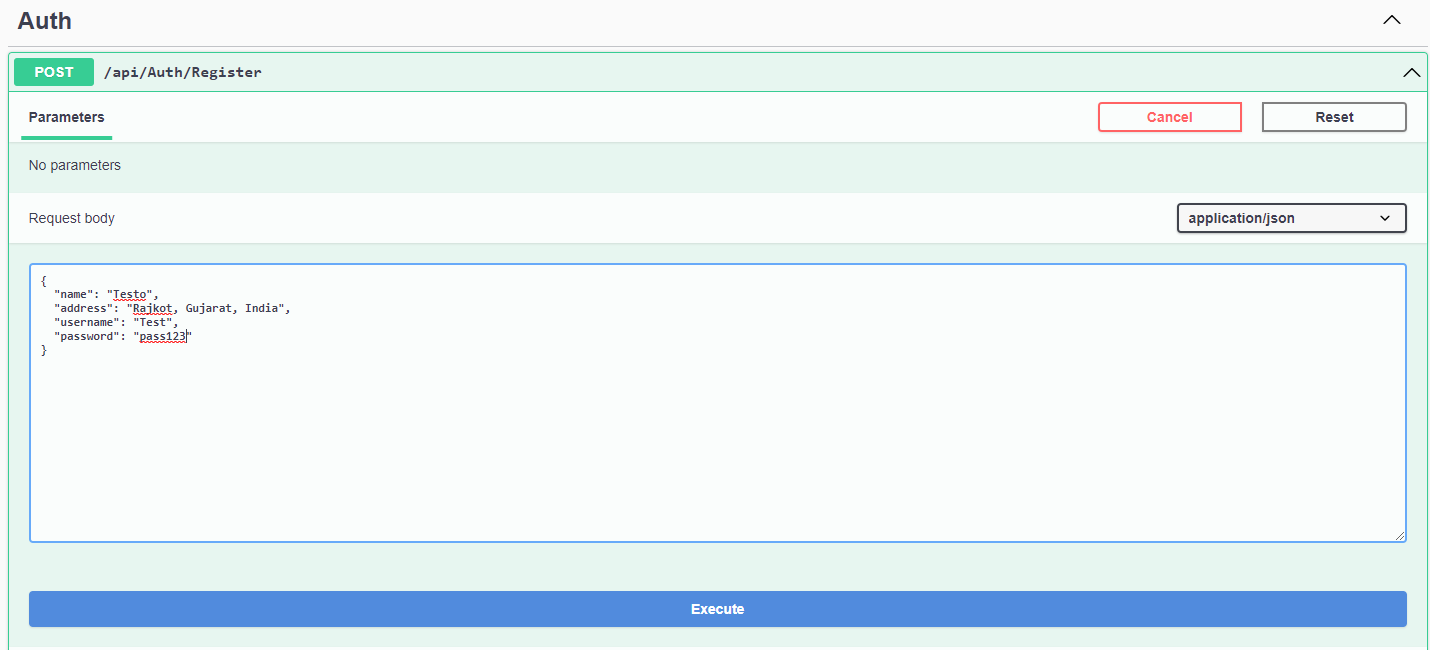 Auth
POST /api/Auth/Register
Parameters Cancel Reset
No parameters
Request body application/json
{
  "name": "Testo",
  "address": "Rajkot, Gujarat, India",
  "username": "Test",
  "password": "pass123"
}
Execute